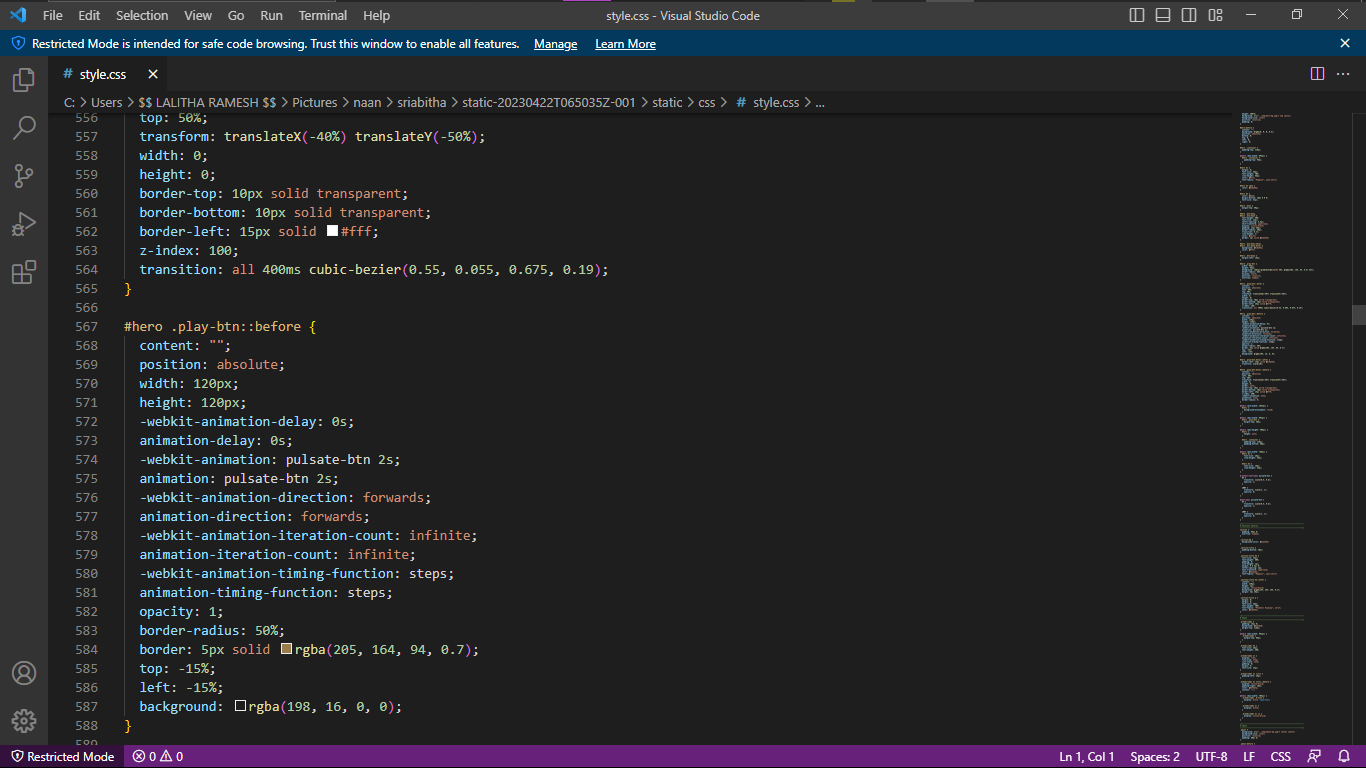 File Edit Selection View Go Run Terminal Help style.css - Visual Studio Code
Restricted Mode is intended for safe code browsing. Trust this window to enable all features. Manage Learn More
# style.css
C: > Users > $$ LALITHA RAMESH $$ > Pictures > naan > sriabitha > static-20230422T065035Z-001 > static > css > # style.css > ...
556 top: 50%;
557 transform: translateX(-40%) translateY(-50%);
558 width: 0;
559 height: 0;
560 border-top: 10px solid transparent;
561 border-bottom: 10px solid transparent;
562 border-left: 15px solid #fff;
563 z-index: 100;
564 transition: all 400ms cubic-bezier(0.55, 0.055, 0.675, 0.19);
565 }
566
567 #hero .play-btn::before {
568 content: "";
569 position: absolute;
570 width: 120px;
571 height: 120px;
572 -webkit-animation-delay: 0s;
573 animation-delay: 0s;
574 -webkit-animation: pulsate-btn 2s;
575 animation: pulsate-btn 2s;
576 -webkit-animation-direction: forwards;
577 animation-direction: forwards;
578 -webkit-animation-iteration-count: infinite;
579 animation-iteration-count: infinite;
580 -webkit-animation-timing-function: steps;
581 animation-timing-function: steps;
582 opacity: 1;
583 border-radius: 50%;
584 border: 5px solid rgba(205, 164, 94, 0.7);
585 top: -15%;
586 left: -15%;
587 background: rgba(198, 16, 0, 0);
588 }
589
Restricted Mode 0 0 Ln 1, Col 1 Spaces: 2 UTF-8 LF CSS